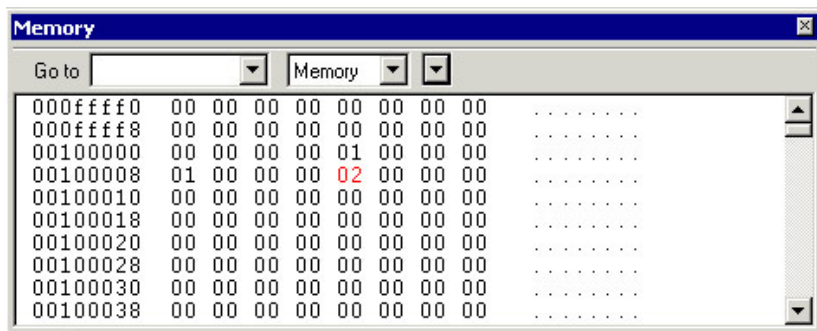 Memory
Go to Memory
000ffff0 00 00 00 00 00 00 00 00 ........
000ffff8 00 00 00 00 00 00 00 00 ........
00100000 00 00 00 00 01 00 00 00 ........
00100008 01 00 00 00 02 00 00 00 ........
00100010 00 00 00 00 00 00 00 00 ........
00100018 00 00 00 00 00 00 00 00 ........
00100020 00 00 00 00 00 00 00 00 ........
00100028 00 00 00 00 00 00 00 00 ........
00100030 00 00 00 00 00 00 00 00 ........
00100038 00 00 00 00 00 00 00 00 ........